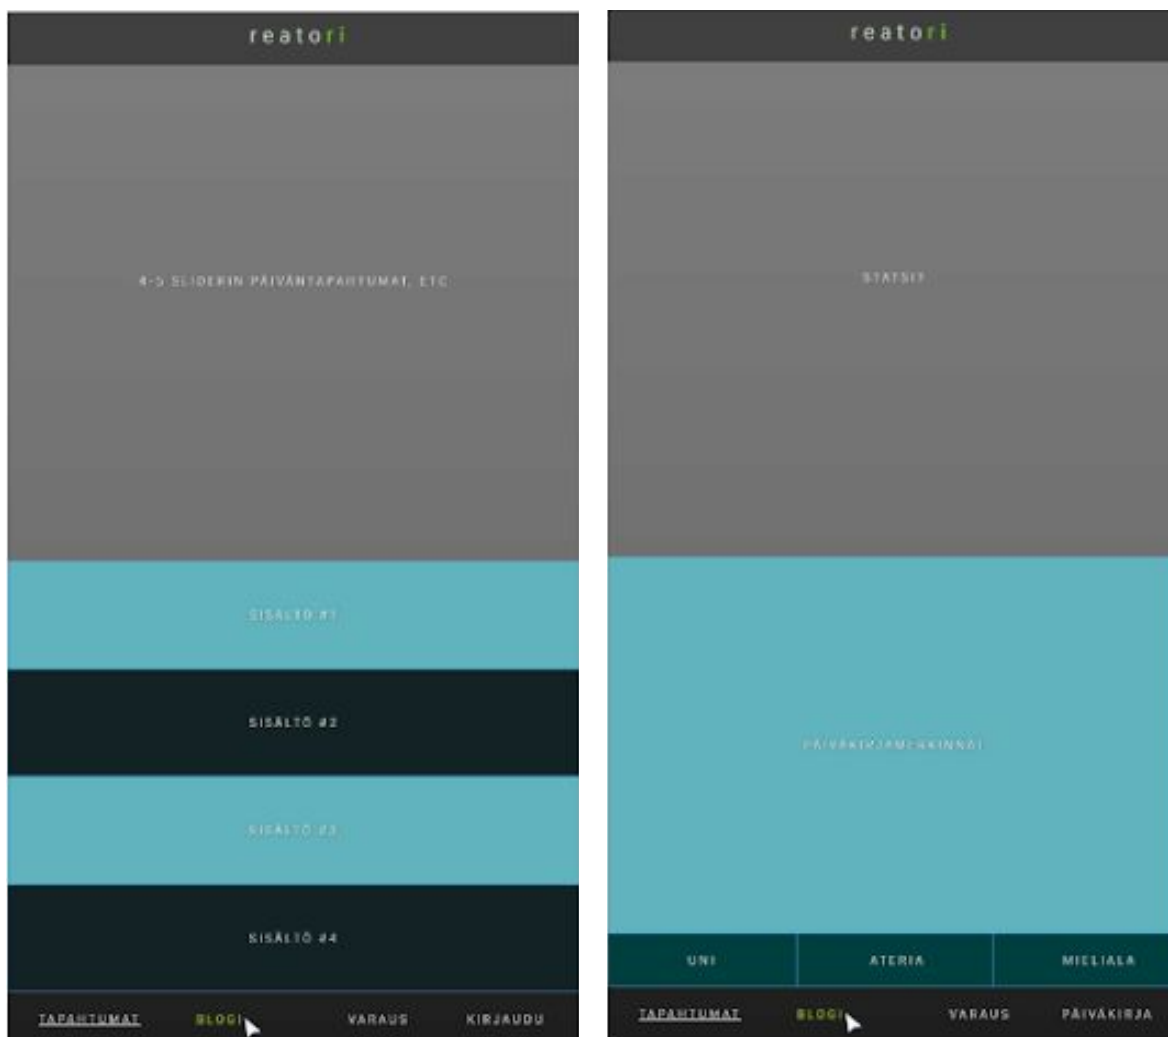 reatori
4-5 SLIDERIN PÄIVÄNTAPAHTUMAT, ETC
SISÄLTÖ #1
SISÄLTÖ #2
SISÄLTÖ #3
SISÄLTÖ #4
TAPAHTUMAT BLOGI VARAUS KIRJAUDU
reatori
STATSIT
PÄIVÄKIRJAMERKINNÄT
UNI ATERIA MIELIALA
TAPAHTUMAT BLOGI VARAUS PÄIVÄKIRJA